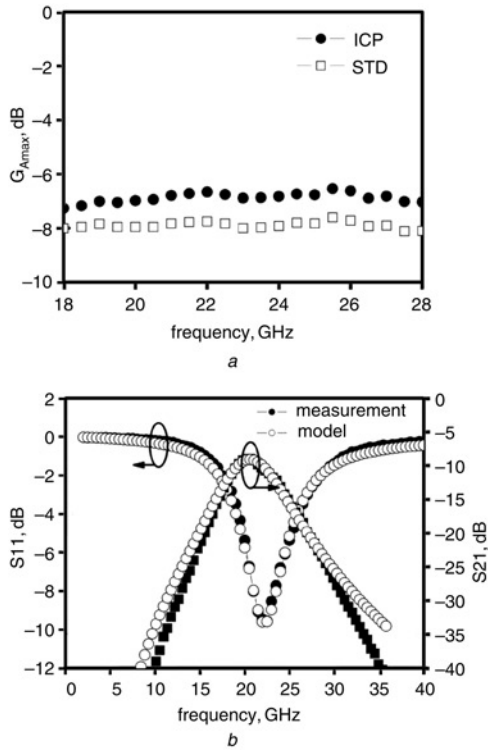 0
ICP
STD
–2
–4
G_Amax, dB
–6
–8
–10
18 20 22 24 26 28
frequency, GHz
a
2 0
measurement
model
0 –5
–2 –10
–15
–4
S11, dB
–20
S21, dB
–6
–25
–8
–30
–10 –35
–12 –40
0 5 10 15 20 25 30 35 40
frequency, GHz
b